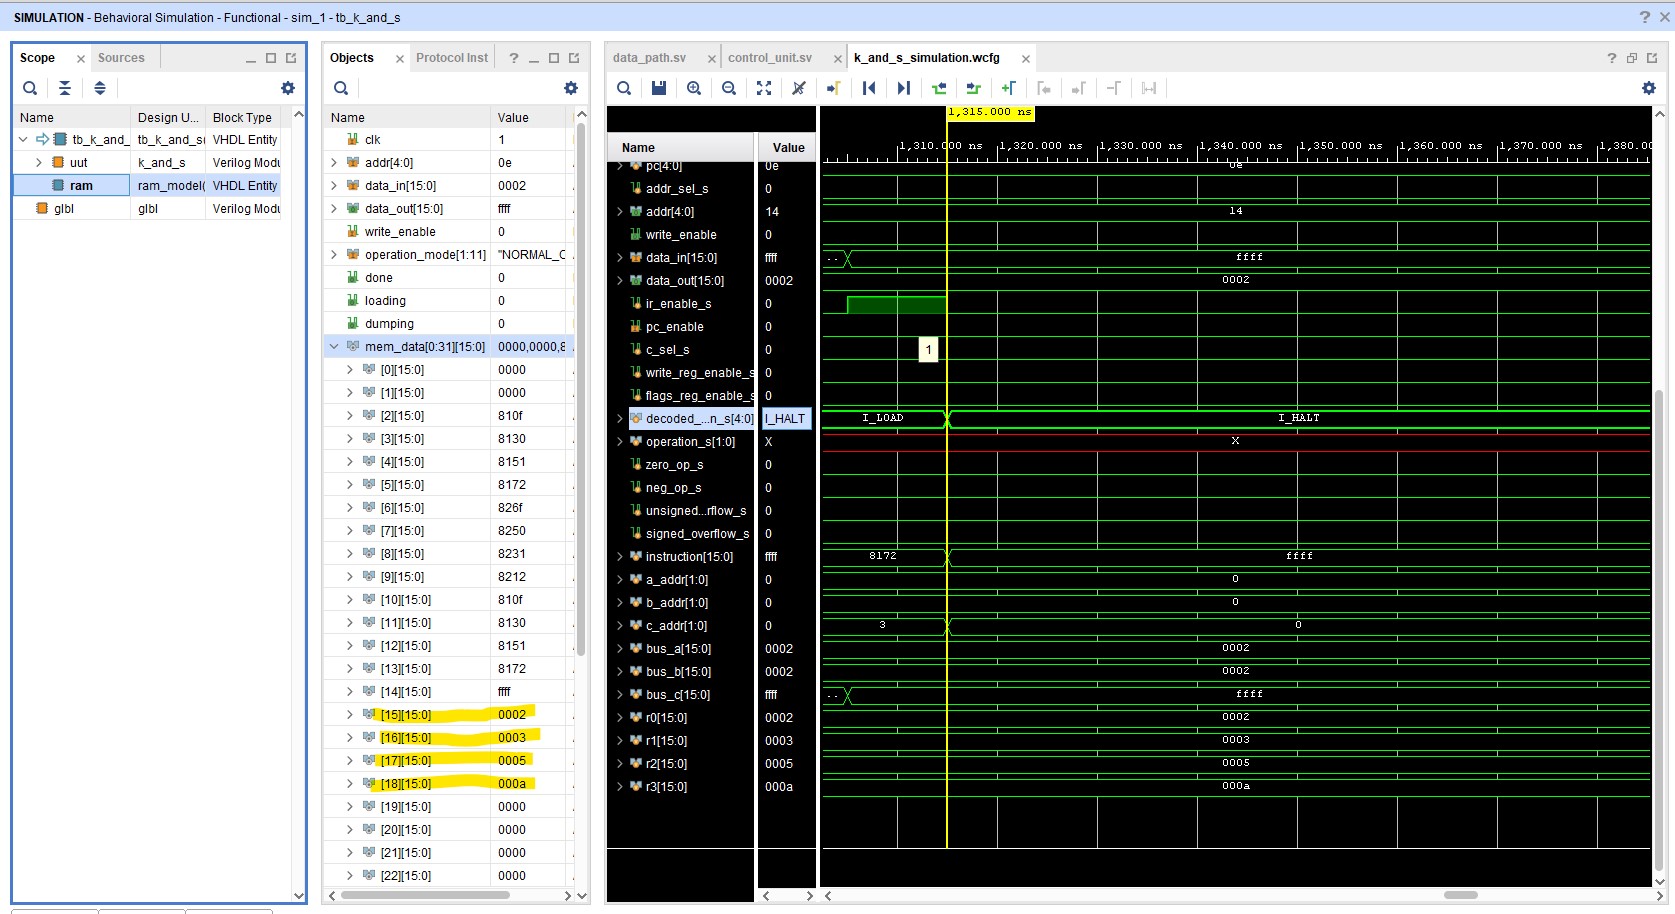 SIMULATION - Behavioral Simulation - Functional - sim_1 - tb_k_and_s
Scope Sources
Name Design U... Block Type
tb_k_and_ tb_k_and_s( VHDL Entity
uut k_and_s Verilog Modu
ram ram_model( VHDL Entity
glbl glbl Verilog Modu
Objects Protocol Inst
Name Value
clk 1
addr[4:0] 0e
data_in[15:0] 0002
data_out[15:0] ffff
write_enable 0
operation_mode[1:11] "NORMAL_O
done 0
loading 0
dumping 0
mem_data[0:31][15:0] 0000,0000,8
[0][15:0] 0000
[1][15:0] 0000
[2][15:0] 810f
[3][15:0] 8130
[4][15:0] 8151
[5][15:0] 8172
[6][15:0] 826f
[7][15:0] 8250
[8][15:0] 8231
[9][15:0] 8212
[10][15:0] 810f
[11][15:0] 8130
[12][15:0] 8151
[13][15:0] 8172
[14][15:0] ffff
[15][15:0] 0002
[16][15:0] 0003
[17][15:0] 0005
[18][15:0] 000a
[19][15:0] 0000
[20][15:0] 0000
[21][15:0] 0000
[22][15:0] 0000
data_path.sv control_unit.sv k_and_s_simulation.wcfg
1,315.000 ns
Name Value
1,310.000 ns 1,320.000 ns 1,330.000 ns 1,340.000 ns 1,350.000 ns 1,360.000 ns 1,370.000 ns 1,380.00
pc[4:0] 0e 0e
addr_sel_s 0
addr[4:0] 14 14
write_enable 0
data_in[15:0] ffff .. ffff
data_out[15:0] 0002 0002
ir_enable_s 0
pc_enable 0
c_sel_s 0 1
write_reg_enable_s 0
flags_reg_enable_s 0
decoded_...n_s[4:0] I_HALT I_LOAD I_HALT
operation_s[1:0] X X
zero_op_s 0
neg_op_s 0
unsigned...rflow_s 0
signed_overflow_s 0
instruction[15:0] ffff 8172 ffff
a_addr[1:0] 0 0
b_addr[1:0] 0 0
c_addr[1:0] 0 3 0
bus_a[15:0] 0002 0002
bus_b[15:0] 0002 0002
bus_c[15:0] ffff .. ffff
r0[15:0] 0002 0002
r1[15:0] 0003 0003
r2[15:0] 0005 0005
r3[15:0] 000a 000a